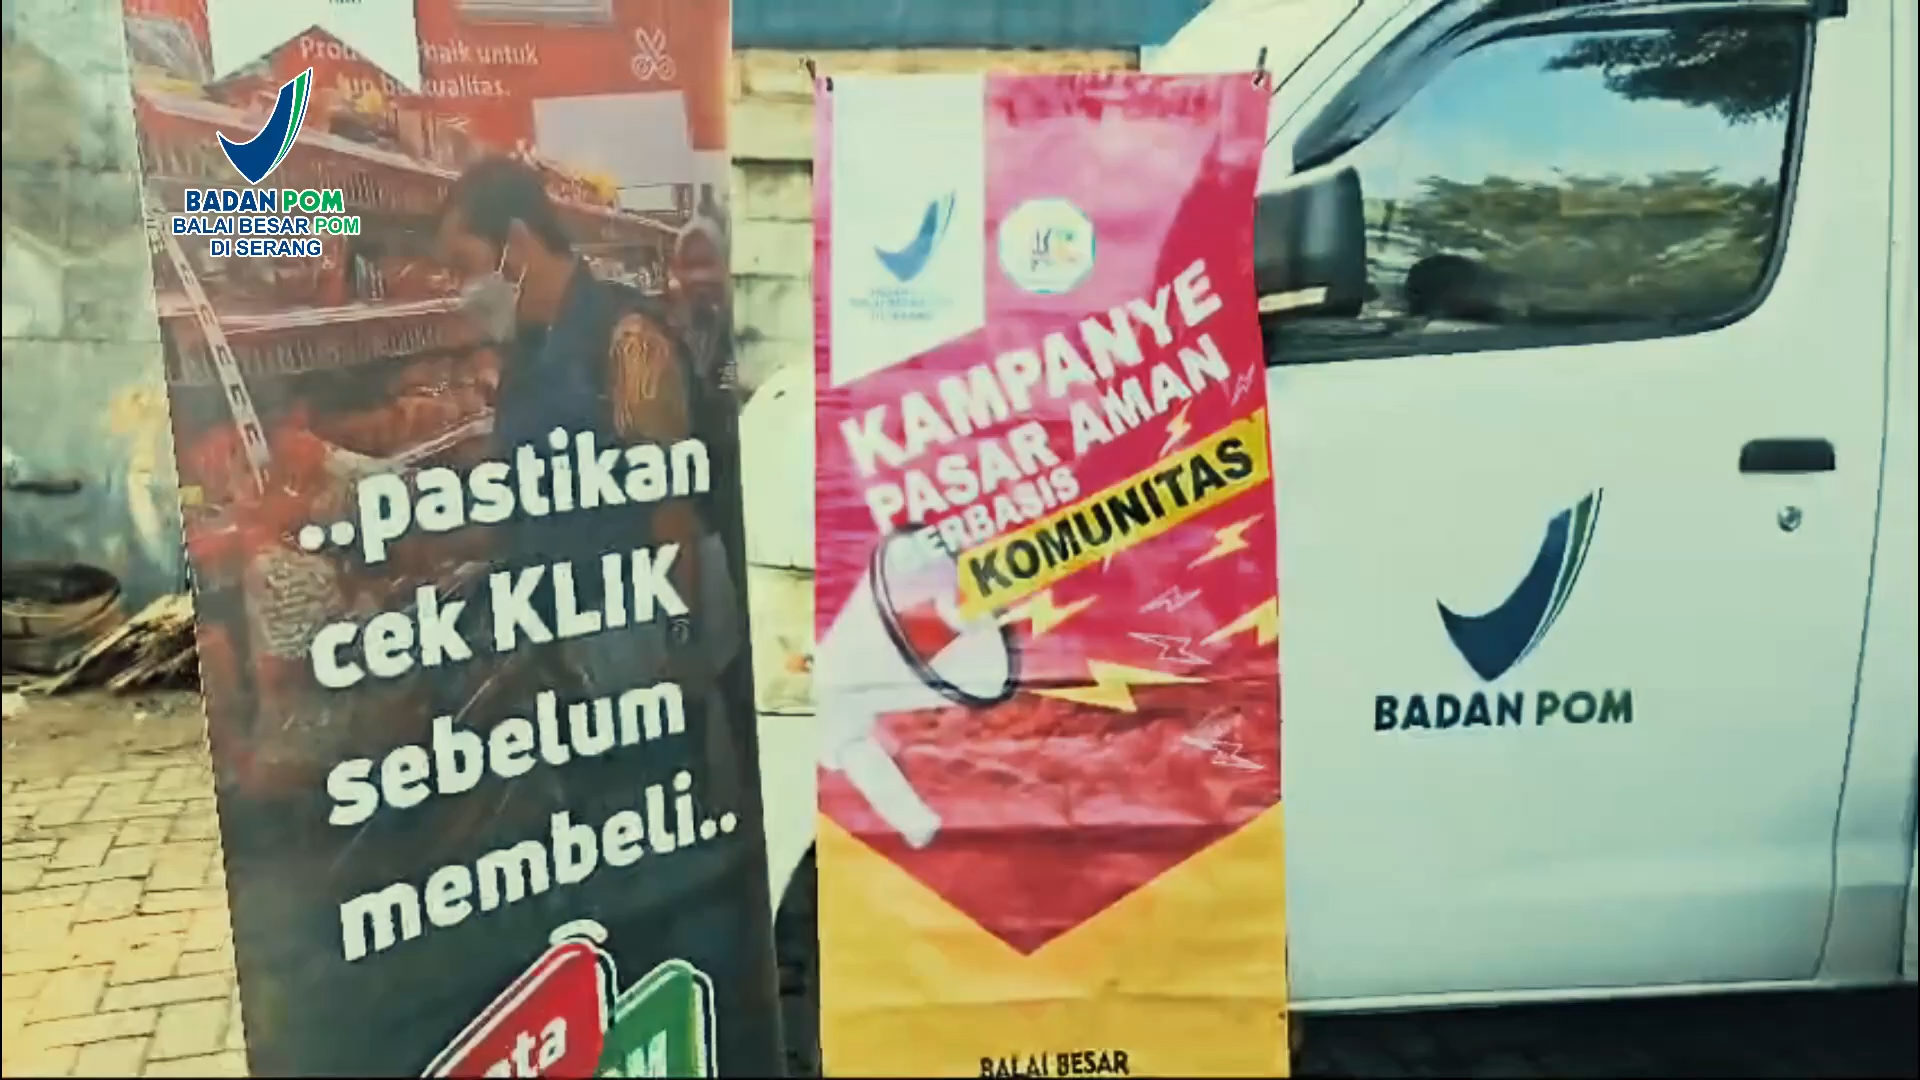 BADAN POM
BALAI BESAR POM
DI SERANG
untuk
..pastikan
cek KLIK
sebelum
membeli..
KAMPANYE
PASAR AMAN
BERBASIS
KOMUNITAS
BALAI BESAR
BADAN POM